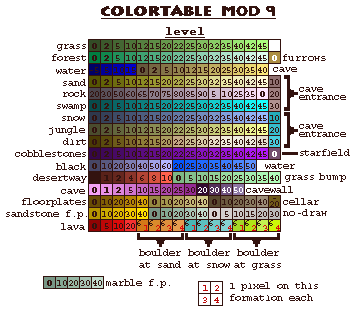 COLORTABLE MOD 9
level
grass 0 2 5 10 12 15 20 22 25 30 32 35 40 42 45
forest 0 2 5 10 12 15 20 22 25 30 32 35 40 42 45 0 furrows
water 0 2 5 10 12 15 20 25 30 35 40 cave
sand 0 2 5 10 12 15 20 22 25 30 32 35 40 42 45 20
rock
swamp 0 2 5 10 12 15 20 22 25 30 32 35 40 42 45
cave
entrance
snow 0 2 5 10 12 15 20 22 25 30 32 35 40 42 45
jungle 0 2 5 10 12 15 20 22 25 30 32 35 40 42 45 20
dirt 0 2 5 10 12 15 20 22 25 30 32 35 40 42 45
cave
entrance
cobblestones 0 2 5 10 12 15 20 22 25 30 32 35 40 42 45 0 starfield
black 0 10 20 30 40 50 60 20 25 30 35 40 45 50 water
desertway 1 2 4 6 8 10 0 5 10 15 20 25 30 35 40 grass bump
cave 0 1 2 5 10 15 20 25 30 20 30 40 50 cavewall
floorplates 0 10 20 30 40 0 10 20 30 40 cellar
sandstone f.p. 0 10 20 30 40 0 10 20 30 40 0 5 10 15 20 30 no-draw
lava 0 5 10 20
boulder
at sand
boulder
at snow
boulder
at grass
0 10 20 30 40 marble f.p.
1 2
3 4
1 pixel on this
formation each